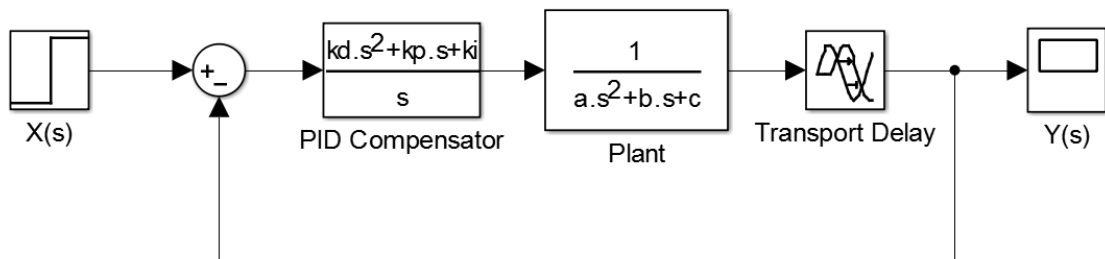 kd.s²+kp.s+ki
s
1
a.s²+b.s+c
+
−
X(s)
PID Compensator
Plant
Transport Delay
Y(s)